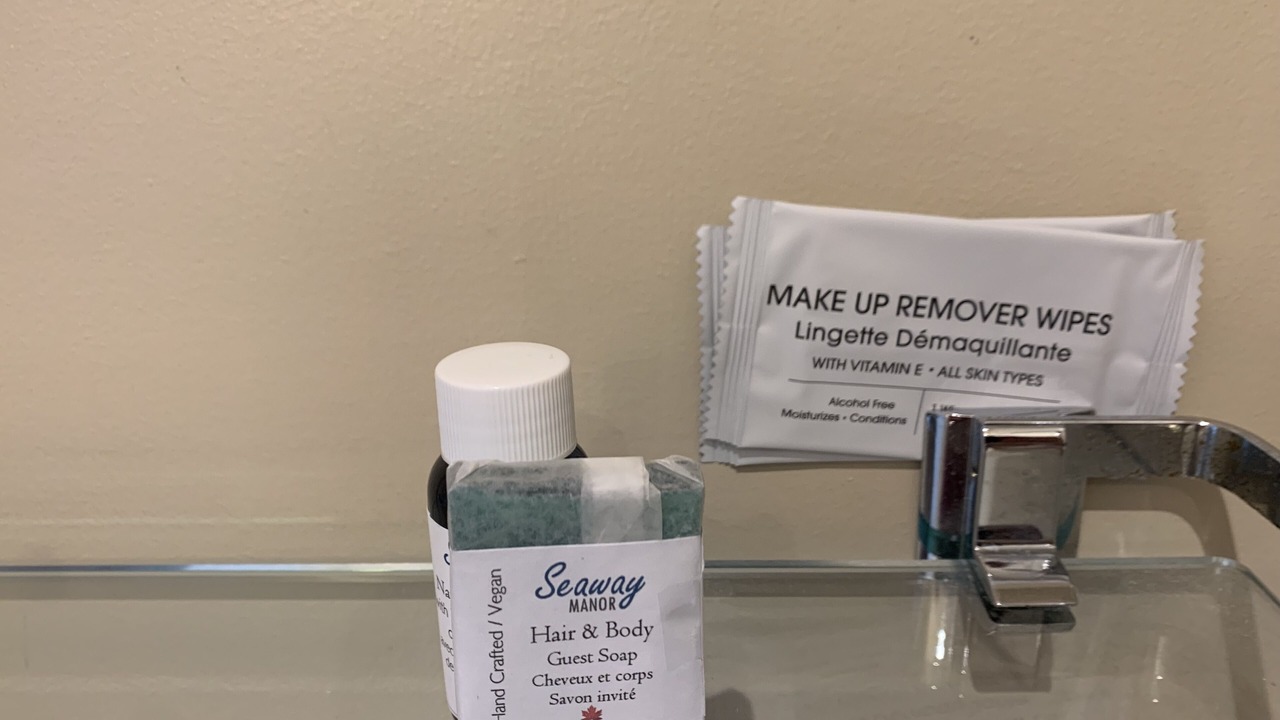 MAKE UP REMOVER WIPES
Lingette Démaquillante
WITH VITAMIN E • ALL SKIN TYPES
Alcohol Free
Moisturizes • Conditions
Seaway
MANOR
Hair & Body
Guest Soap
Cheveux et corps
Savon invité
Hand Crafted / Vegan